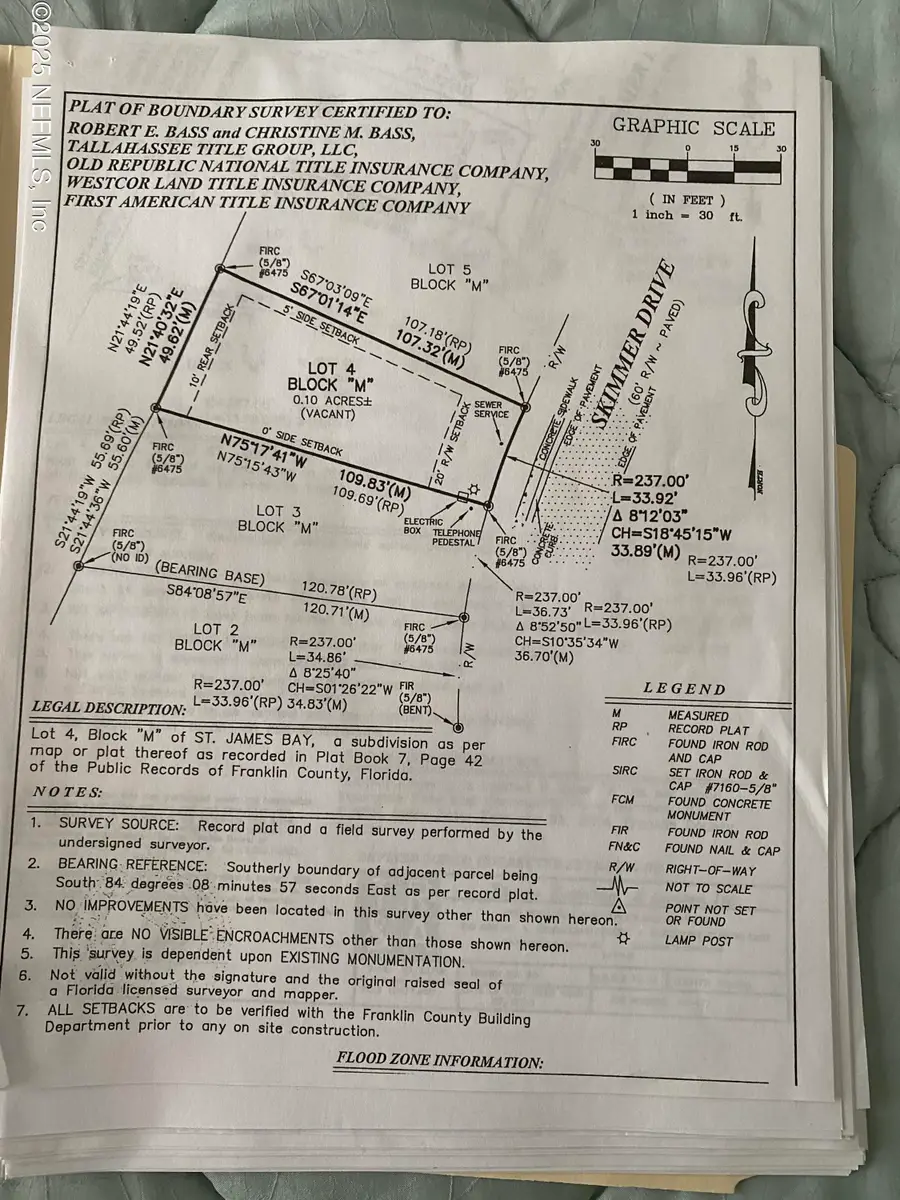 ©2025 NEFMLS, Inc
PLAT OF BOUNDARY SURVEY CERTIFIED TO:
ROBERT E. BASS and CHRISTINE M. BASS,
TALLAHASSEE TITLE GROUP, LLC,
OLD REPUBLIC NATIONAL TITLE INSURANCE COMPANY,
WESTCOR LAND TITLE INSURANCE COMPANY,
FIRST AMERICAN TITLE INSURANCE COMPANY
GRAPHIC SCALE
30 0 15 30
( IN FEET )
1 inch = 30 ft.
FIRC
(5/8")
#6475
LOT 5
BLOCK "M"
S67°03'09"E
S67°01'14"E
107.18'(RP)
107.32'(M)
5' SIDE SETBACK
N21°44'19"E
49.52'(RP)
N21°40'32"E
49.62'(M)
10' REAR SETBACK
LOT 4
BLOCK "M"
0.10 ACRES±
(VACANT)
FIRC
(5/8")
#6475
R/W
SKIMMER DRIVE
(60' R/W ~ PAVED)
CONCRETE SIDEWALK
EDGE OF PAVEMENT
EDGE OF PAVEMENT
CONCRETE CURB
NORTH
SEWER
SERVICE
20' R/W SETBACK
0' SIDE SETBACK
N75°17'41"W
N75°15'43"W
109.83'(M)
109.69'(RP)
FIRC
(5/8")
#6475
S21°44'19"W 55.69'(RP)
S21°44'36"W 55.60'(M)
LOT 3
BLOCK "M"
ELECTRIC
BOX
TELEPHONE
PEDESTAL
FIRC
(5/8")
#6475
R=237.00'
L=33.92'
Δ 8°12'03"
CH=S18°45'15"W
33.89'(M)
R=237.00'
L=33.96'(RP)
FIRC
(5/8")
(NO ID)
(BEARING BASE)
S84°08'57"E
120.78'(RP)
120.71'(M)
R=237.00'
L=36.73'
Δ 8°52'50"
CH=S10°35'34"W
36.70'(M)
R=237.00'
L=33.96'(RP)
FIRC
(5/8")
#6475
R/W
LOT 2
BLOCK "M"
R=237.00'
L=34.86'
Δ 8°25'40"
CH=S01°26'22"W
34.83'(M)
R=237.00'
L=33.96'(RP)
FIR
(5/8")
(BENT)
LEGAL DESCRIPTION:
Lot 4, Block "M" of ST. JAMES BAY, a subdivision as per
map or plat thereof as recorded in Plat Book 7, Page 42
of the Public Records of Franklin County, Florida.
NOTES:
1. SURVEY SOURCE: Record plat and a field survey performed by the
undersigned surveyor.
2. BEARING REFERENCE: Southerly boundary of adjacent parcel being
South 84 degrees 08 minutes 57 seconds East as per record plat.
3. NO IMPROVEMENTS have been located in this survey other than shown hereon.
4. There are NO VISIBLE ENCROACHMENTS other than those shown hereon.
5. This survey is dependent upon EXISTING MONUMENTATION.
6. Not valid without the signature and the original raised seal of
a Florida licensed surveyor and mapper.
7. ALL SETBACKS are to be verified with the Franklin County Building
Department prior to any on site construction.
LEGEND
M MEASURED
RP RECORD PLAT
FIRC FOUND IRON ROD
AND CAP
SIRC SET IRON ROD &
CAP #7160-5/8"
FCM FOUND CONCRETE
MONUMENT
FIR FOUND IRON ROD
FN&C FOUND NAIL & CAP
R/W RIGHT-OF-WAY
NOT TO SCALE
POINT NOT SET
OR FOUND
LAMP POST
FLOOD ZONE INFORMATION: